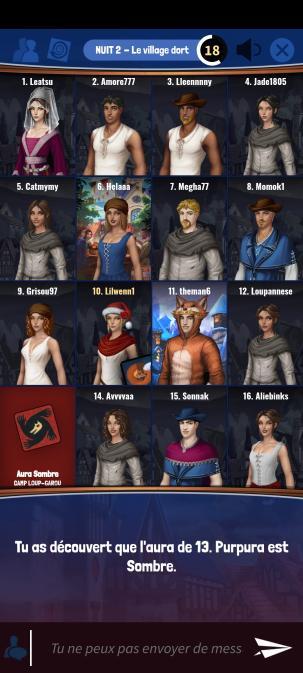 NUIT 2 – Le village dort
18
1. Leatsu
2. Amore777
3. Lleennnny
4. Jade1805
5. Catmymy
6. Helaaa
7. Megha77
8. Momok1
9. Grisou97
10. Lilwenn1
11. theman6
12. Loupannese
Aura Sombre
CAMP LOUP-GAROU
14. Avvvaa
15. Sonnak
16. Aliebinks
Tu as découvert que l'aura de 13. Purpura est
Sombre.
Tu ne peux pas envoyer de mess